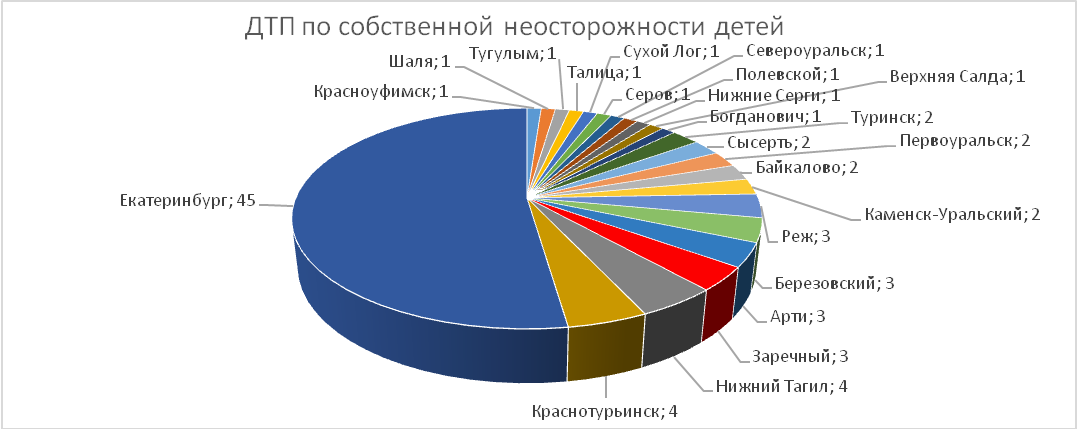 ДТП по собственной неосторожности детей
Красноуфимск; 1
Шаля; 1
Тугулым; 1
Талица; 1
Сухой Лог; 1
Серов; 1
Североуральск; 1
Полевской; 1
Нижние Серги; 1
Верхняя Салда; 1
Богданович; 1
Туринск; 2
Сысерть; 2
Первоуральск; 2
Байкалово; 2
Каменск-Уральский; 2
Реж; 3
Березовский; 3
Арти; 3
Заречный; 3
Нижний Тагил; 4
Краснотурьинск; 4
Екатеринбург; 45